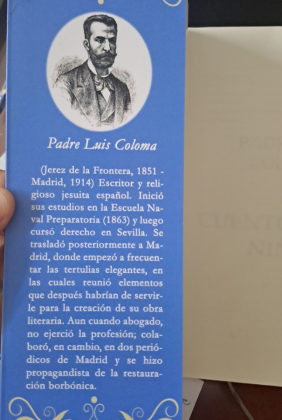 Padre Luis Coloma
(Jerez de la Frontera, 1851 -
Madrid, 1914) Escritor y reli-
gioso jesuita español. Inició
sus estudios en la Escuela Na-
val Preparatoria (1863) y luego
cursó derecho en Sevilla. Se
trasladó posteriormente a Ma-
drid, donde empezó a frecuen-
tar las tertulias elegantes, en
las cuales reunió elementos
que después habrían de servir-
le para la creación de su obra
literaria. Aun cuando abogado,
no ejerció la profesión; cola-
boró, en cambio, en dos perió-
dicos de Madrid y se hizo
propagandista de la restaura-
ción borbónica.